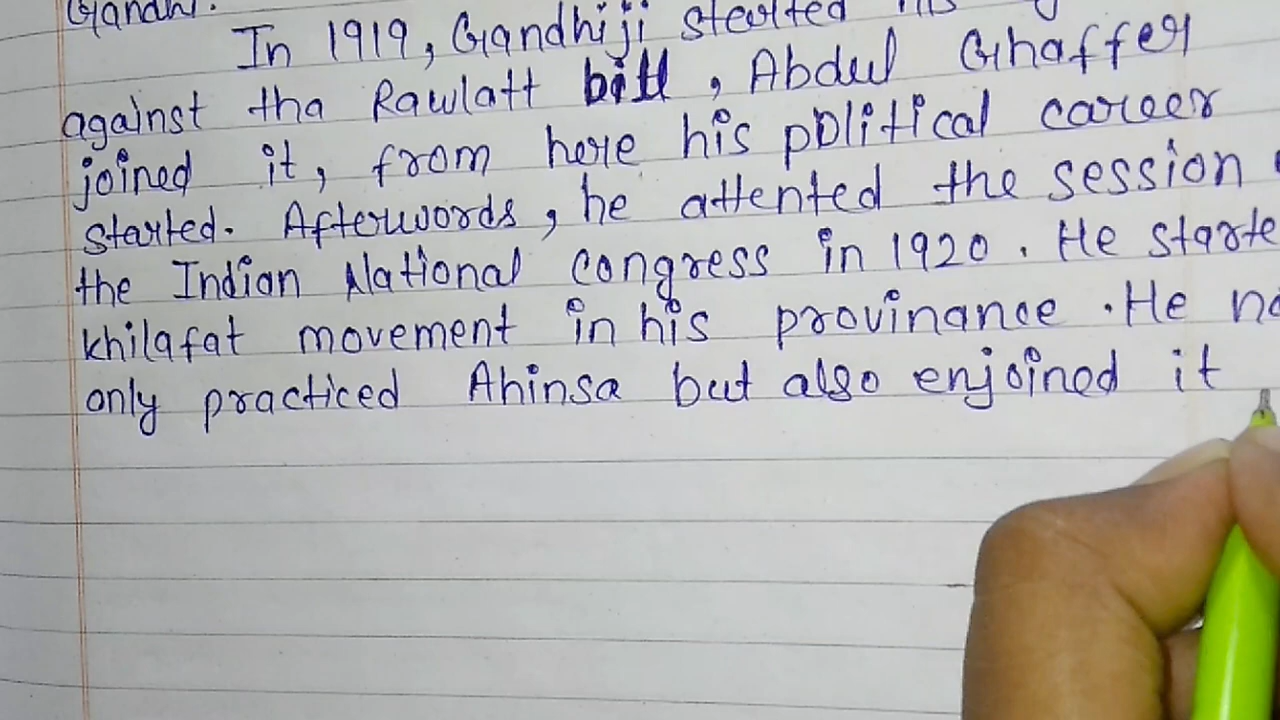 Gandhi.
In 1919, Gandhiji started his
against tha Rawlatt bill, Abdul Ghaffer
joined it, from here his political career
started. Afterwords, he attented the session
the Indian National congress in 1920. He starte
khilafat movement in his provinance. He no
only practiced Ahinsa but also enjoined it